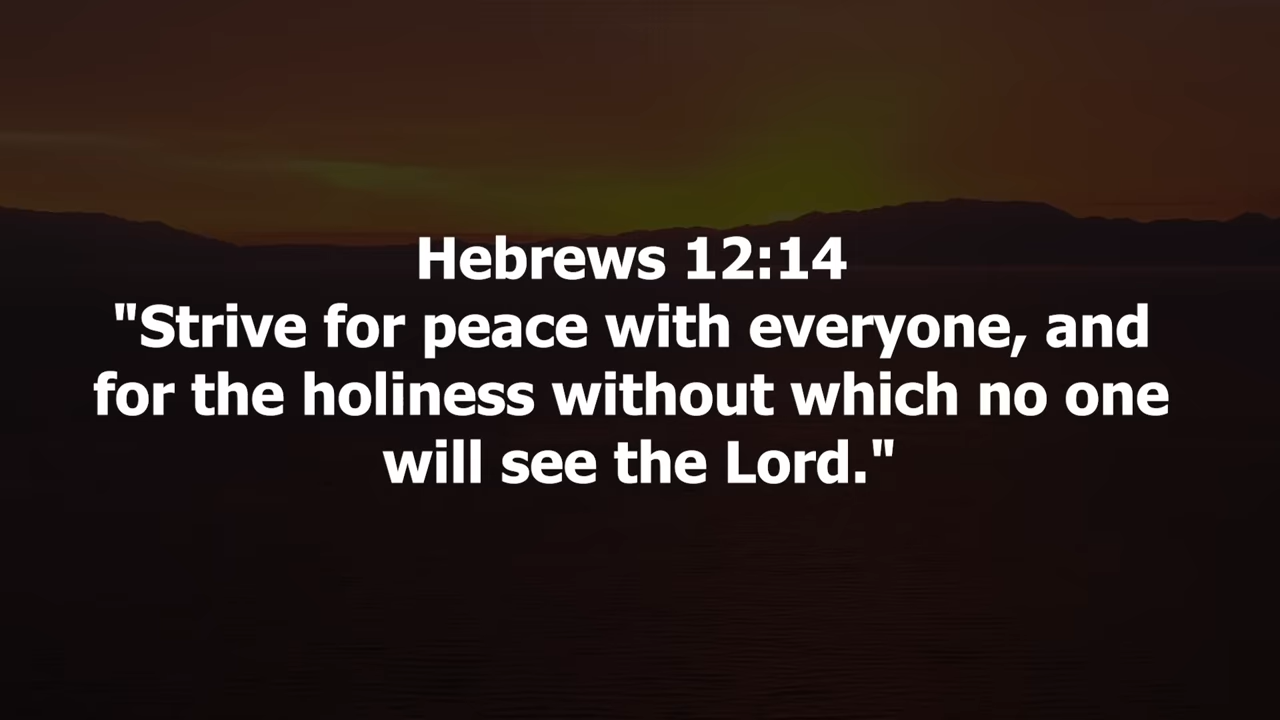 Hebrews 12:14
"Strive for peace with everyone, and
for the holiness without which no one
will see the Lord."